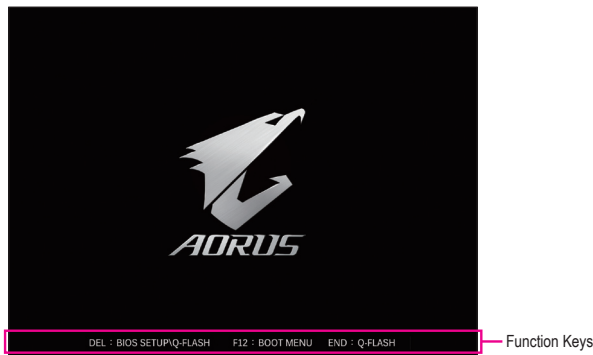 AORUS
DEL : BIOS SETUP\Q-FLASH F12 : BOOT MENU END : Q-FLASH
Function Keys